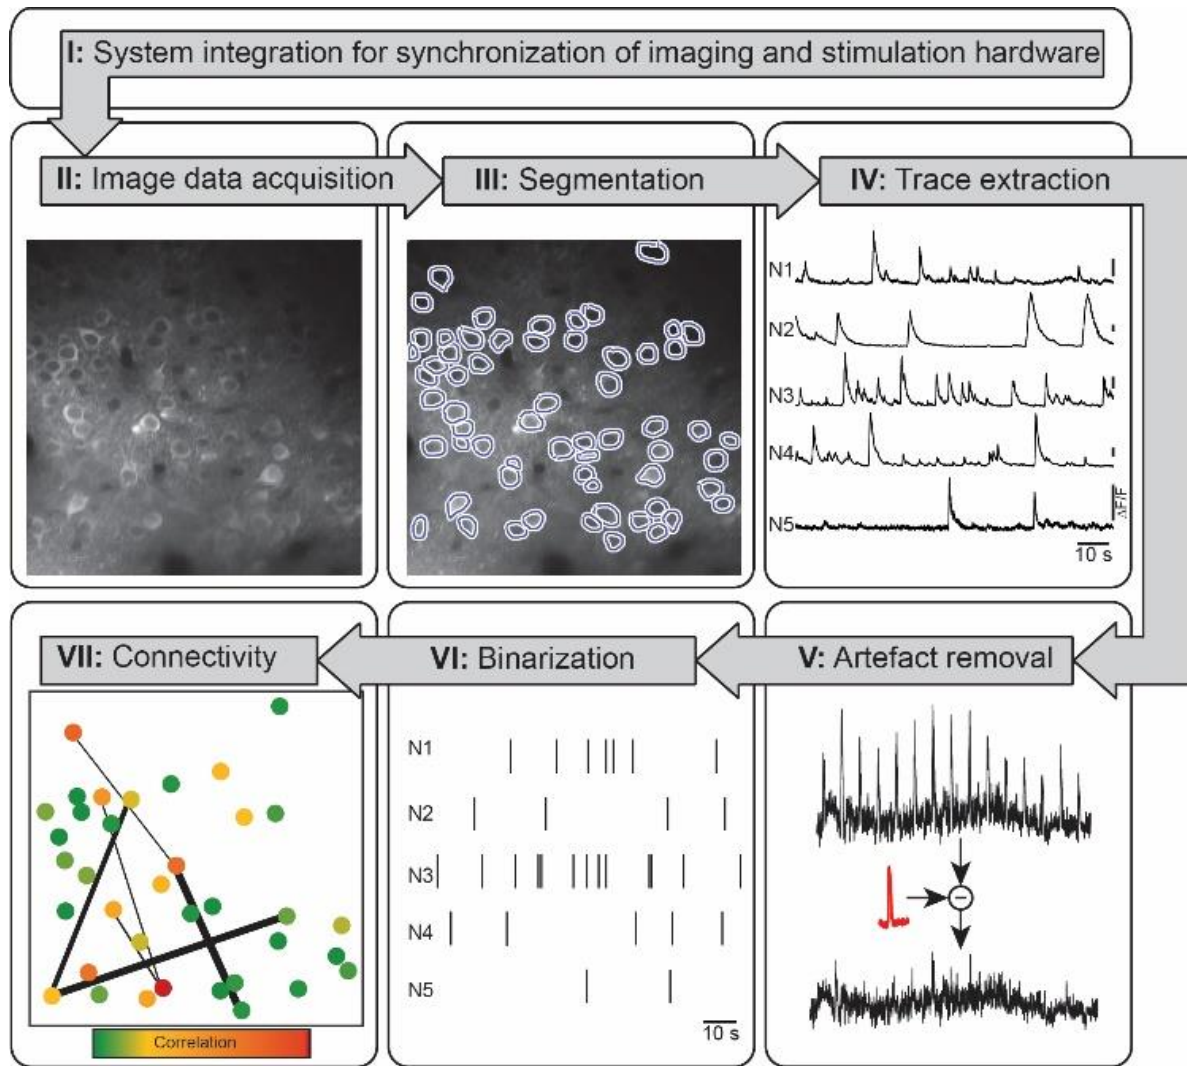 I: System integration for synchronization of imaging and stimulation hardware
II: Image data acquisition
III: Segmentation
IV: Trace extraction
N1
N2
N3
N4
N5
ΔF/F
10 s
V: Artefact removal
VI: Binarization
N1
N2
N3
N4
N5
10 s
VII: Connectivity
Correlation